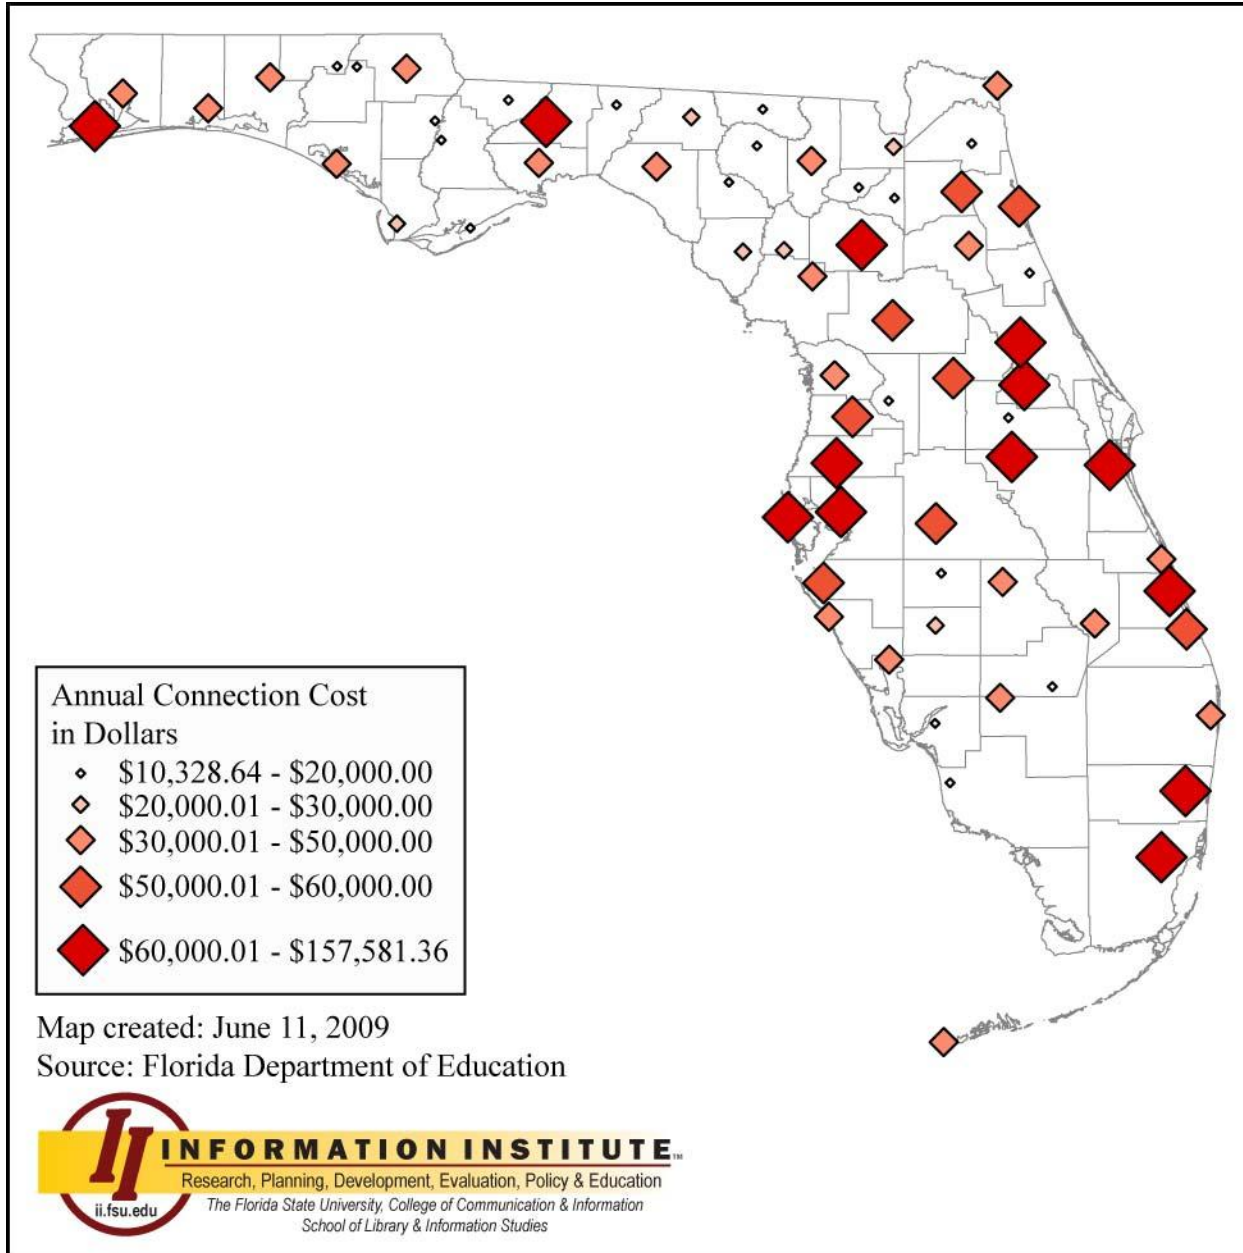 Annual Connection Cost
in Dollars
$10,328.64 - $20,000.00
$20,000.01 - $30,000.00
$30,000.01 - $50,000.00
$50,000.01 - $60,000.00
$60,000.01 - $157,581.36
Map created: June 11, 2009
Source: Florida Department of Education
II
ii.fsu.edu
INFORMATION INSTITUTE™
Research, Planning, Development, Evaluation, Policy & Education
The Florida State University, College of Communication & Information
School of Library & Information Studies